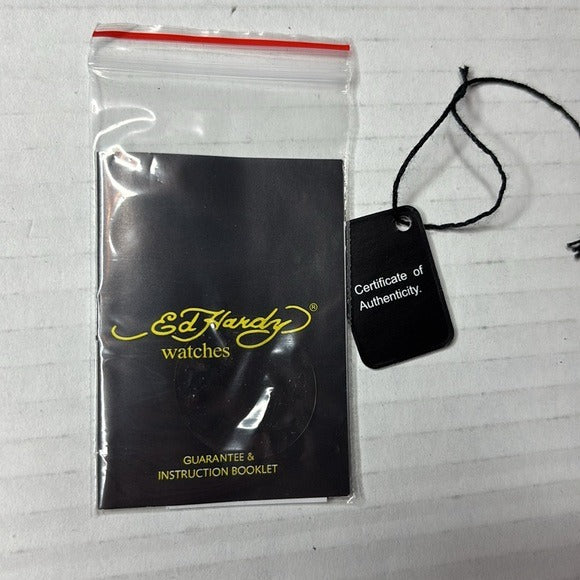 Ed Hardy®
watches
GUARANTEE &
INSTRUCTION BOOKLET
Certificate of
Authenticity.